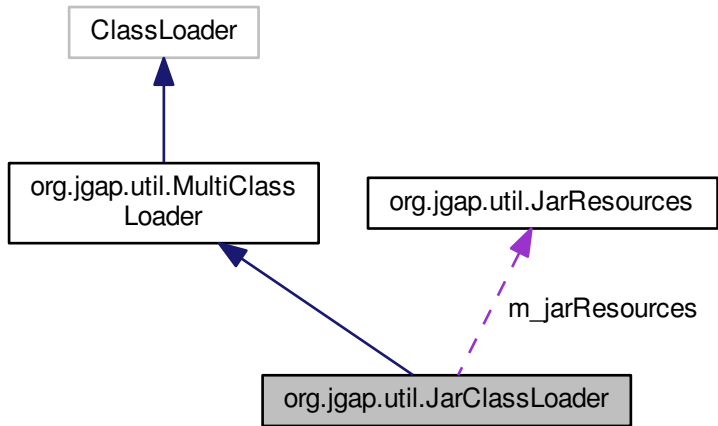 ClassLoader
org.jgap.util.MultiClass
Loader
org.jgap.util.JarResources
m_jarResources
org.jgap.util.JarClassLoader